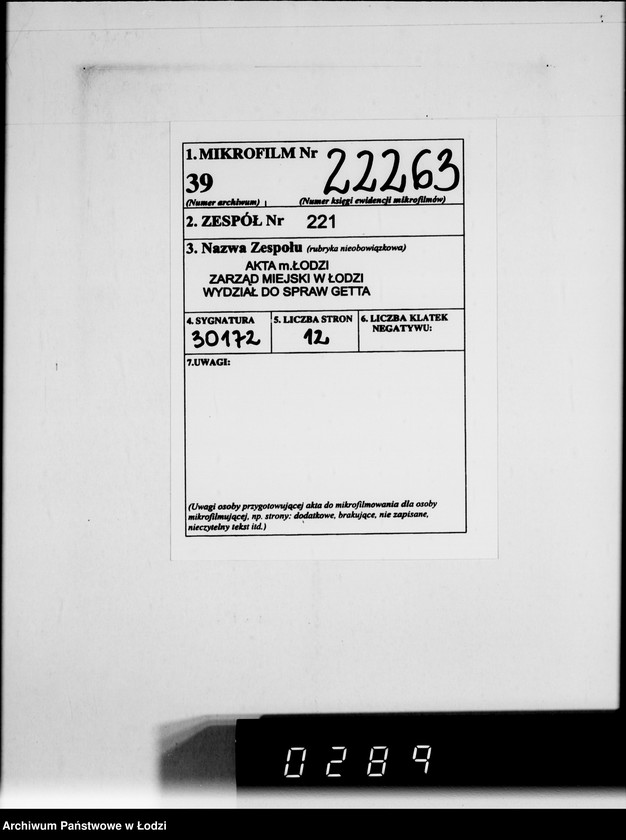 1. MIKROFILM Nr 22263
39
(Numer archiwum) (Numer księgi ewidencji mikrofilmów)
2. ZESPÓŁ Nr 221
3. Nazwa Zespołu (rubryka nieobowiązkowa)
AKTA m.ŁODZI
ZARZĄD MIEJSKI W ŁODZI
WYDZIAŁ DO SPRAW GETTA
4. SYGNATURA 5. LICZBA STRON 6. LICZBA KLATEK
NEGATYWU:
30172 12
7.UWAGI:
(Uwagi osoby przygotowującej akta do mikrofilmowania dla osoby
mikrofilmującej, np. strony: dodatkowe, brakujące, nie zapisane,
nieczytelny tekst itd.)
0289
Archiwum Państwowe w Łodzi